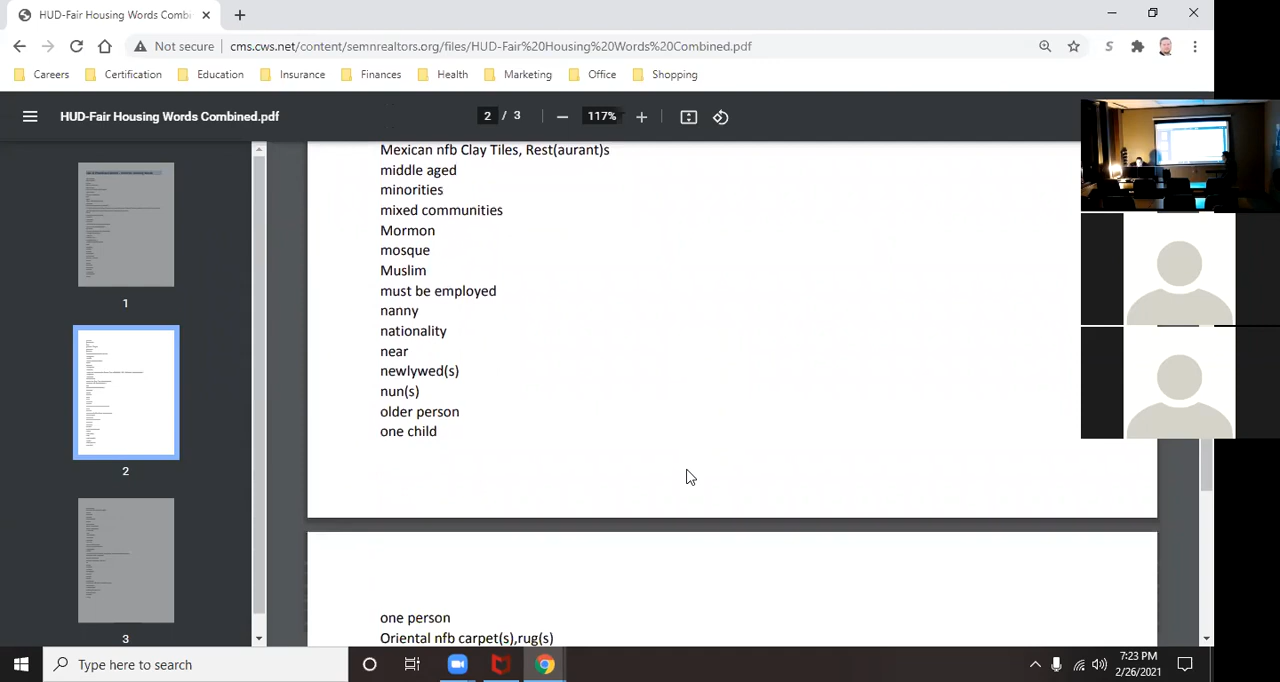 HUD-Fair Housing Words Combi
Not secure
cms.cws.net/content/semnrealtors.org/files/HUD-Fair%20Housing%20Words%20Combined.pdf
Careers Certification Education Insurance Finances Health Marketing Office Shopping
HUD-Fair Housing Words Combined.pdf 2 / 3 117%
Mexican nfb Clay Tiles, Rest(aurant)s
middle aged
minorities
mixed communities
Mormon
mosque
Muslim
must be employed
nanny
nationality
near
newlywed(s)
nun(s)
older person
one child
one person
Oriental nfb carpet(s),rug(s)
1
2
3
Type here to search
7:23 PM
2/26/2021